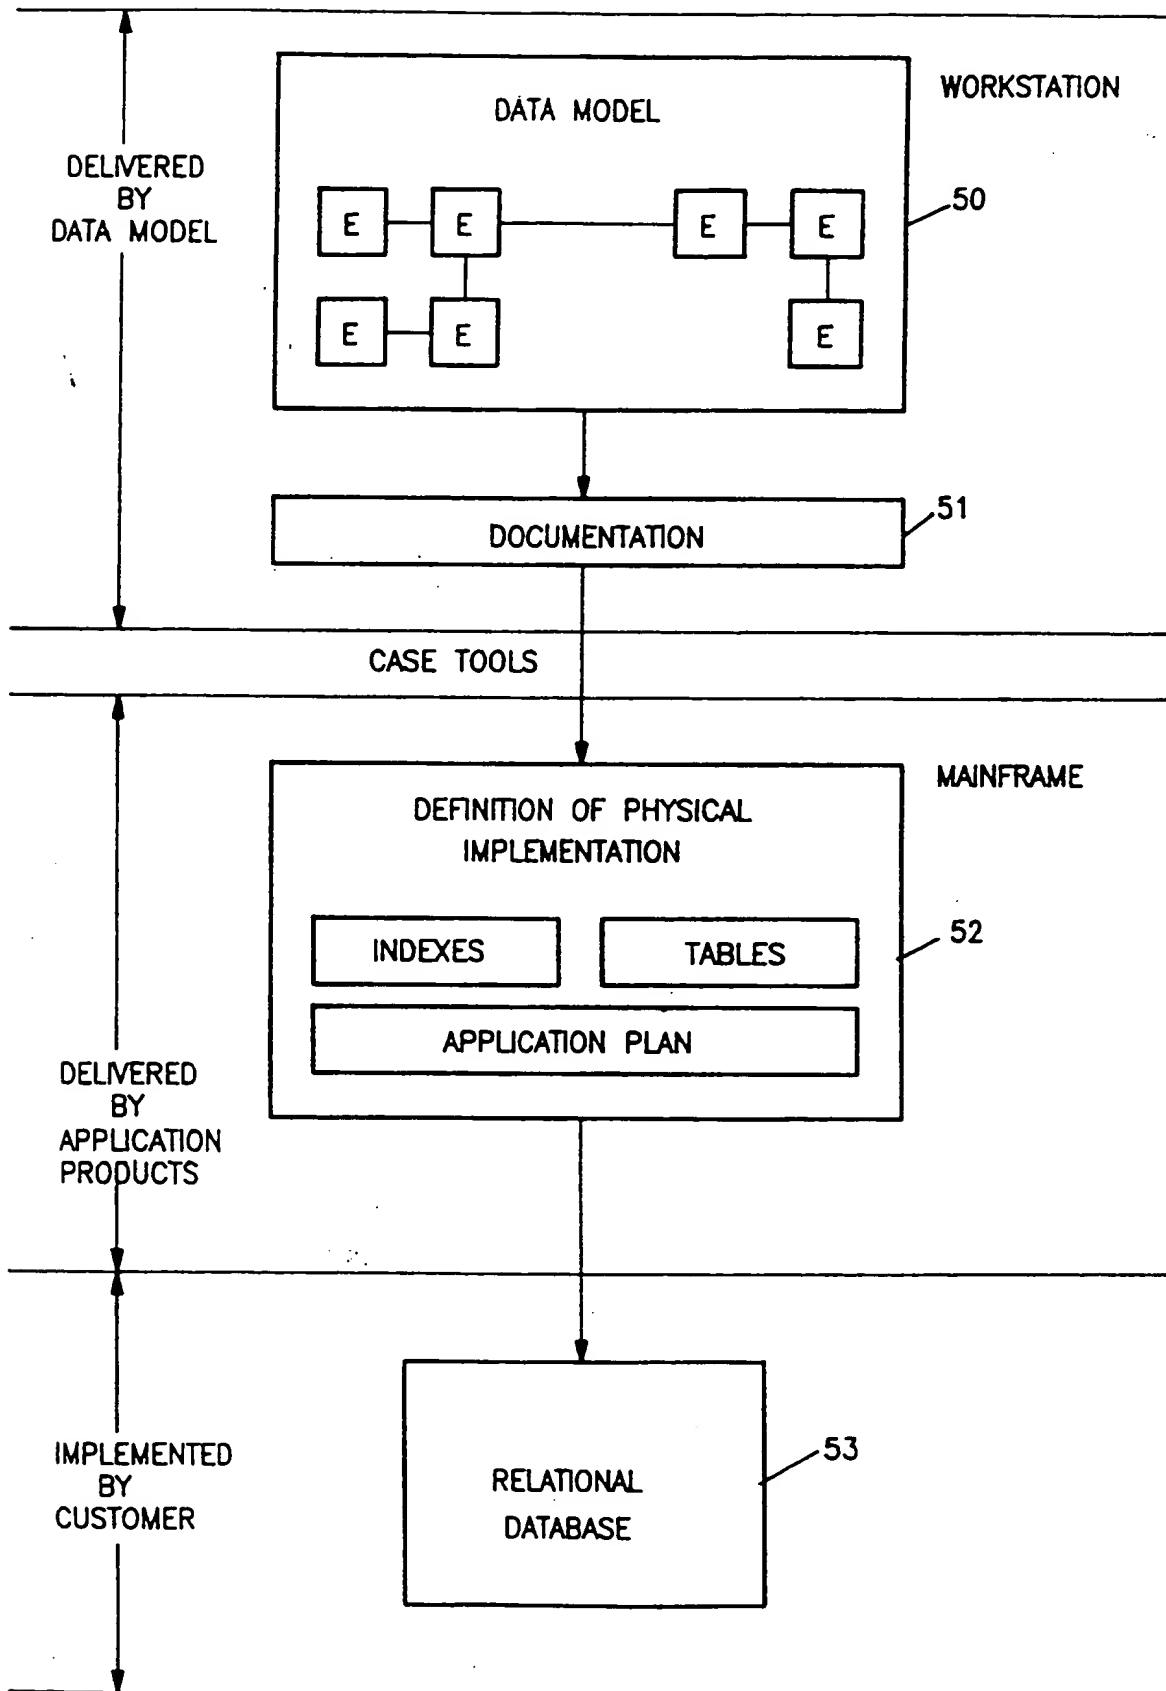 WORKSTATION
DATA MODEL
DELIVERED
BY
DATA MODEL
50
E E E E
E E E
51
DOCUMENTATION
CASE TOOLS
MAINFRAME
DEFINITION OF PHYSICAL
IMPLEMENTATION
52
INDEXES TABLES
APPLICATION PLAN
DELIVERED
BY
APPLICATION
PRODUCTS
IMPLEMENTED
BY
CUSTOMER
53
RELATIONAL
DATABASE